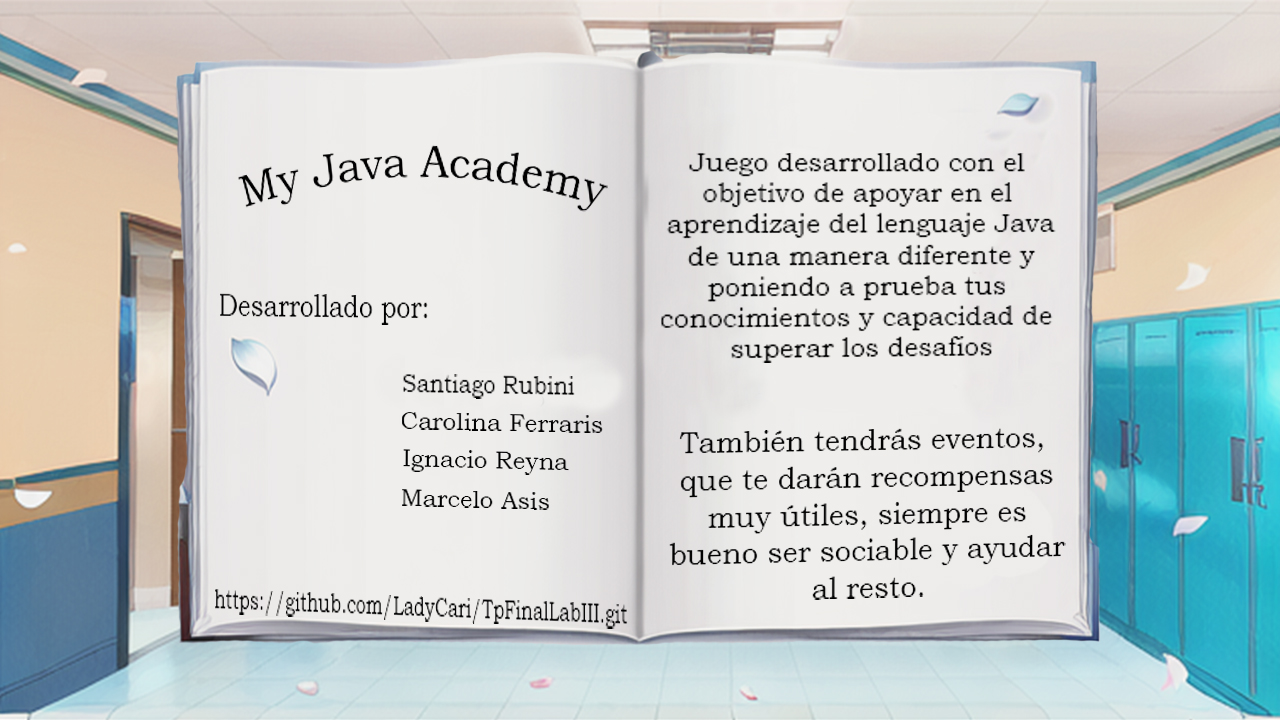 My Java Academy
Desarrollado por:
Santiago Rubini
Carolina Ferraris
Ignacio Reyna
Marcelo Asis
https://github.com/LadyCari/TpFinalLabIII.git
Juego desarrollado con el
objetivo de apoyar en el
aprendizaje del lenguaje Java
de una manera diferente y
poniendo a prueba tus
conocimientos y capacidad de
superar los desafíos
También tendrás eventos,
que te darán recompensas
muy útiles, siempre es
bueno ser sociable y ayudar
al resto.